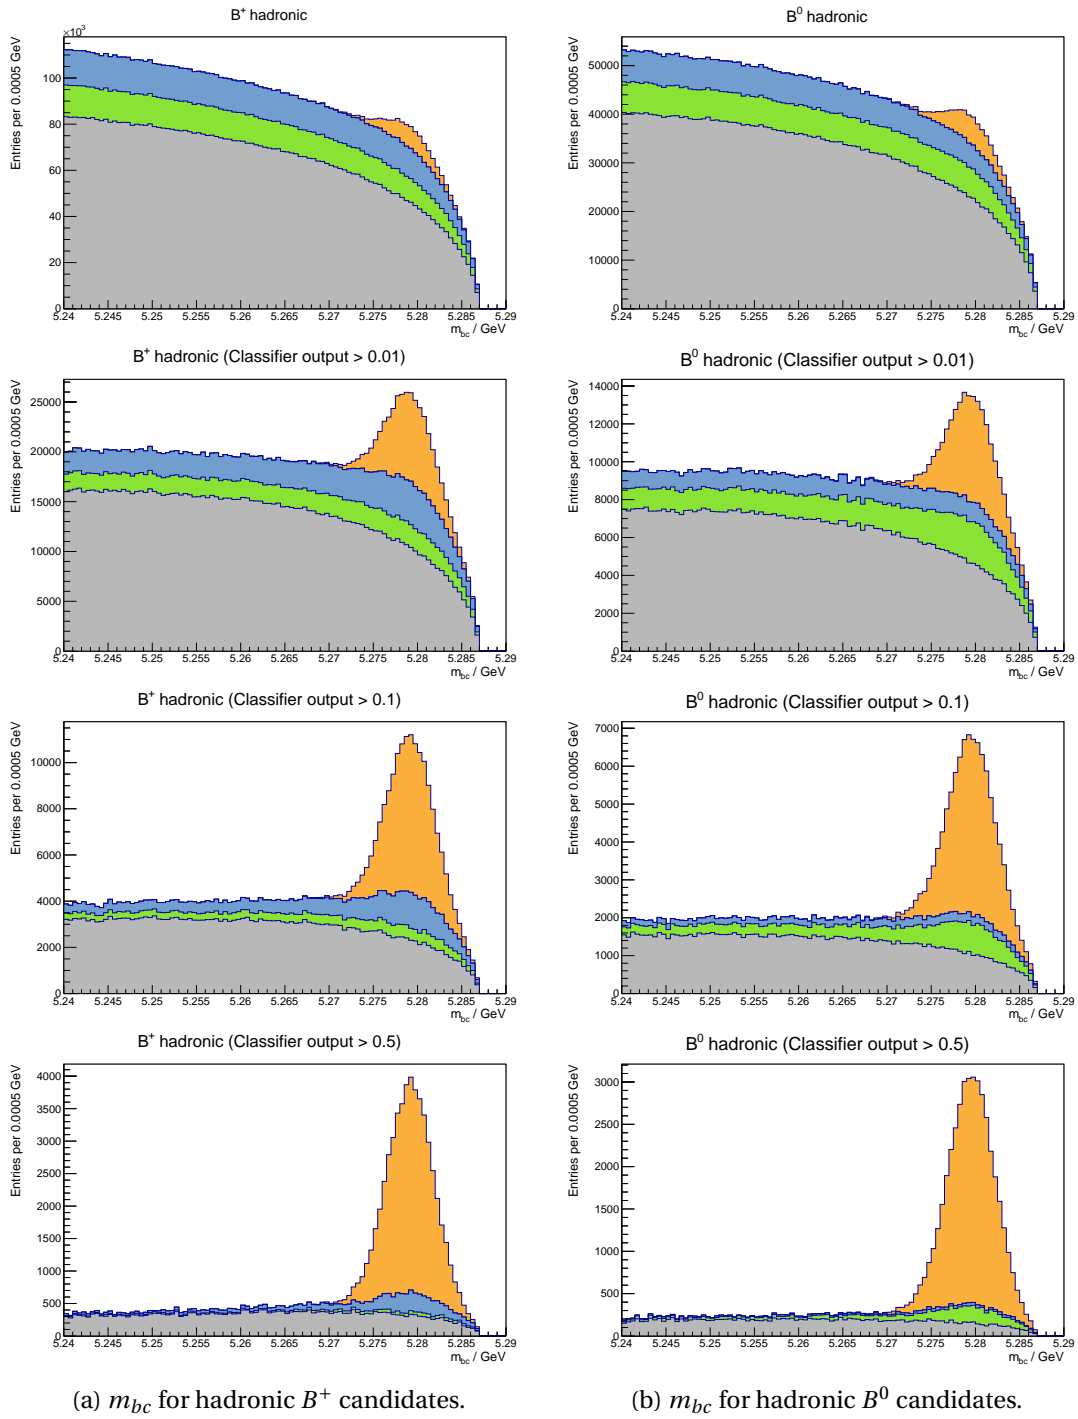 B⁺ hadronic
×10³
Entries per 0.0005 GeV
100
80
60
40
20
0
5.24 5.245 5.25 5.255 5.26 5.265 5.27 5.275 5.28 5.285 5.29
m_bc / GeV
B⁰ hadronic
Entries per 0.0005 GeV
50000
40000
30000
20000
10000
0
5.24 5.245 5.25 5.255 5.26 5.265 5.27 5.275 5.28 5.285 5.29
m_bc / GeV
B⁺ hadronic (Classifier output > 0.01)
Entries per 0.0005 GeV
25000
20000
15000
10000
5000
0
5.24 5.245 5.25 5.255 5.26 5.265 5.27 5.275 5.28 5.285 5.29
m_bc / GeV
B⁰ hadronic (Classifier output > 0.01)
Entries per 0.0005 GeV
14000
12000
10000
8000
6000
4000
2000
0
5.24 5.245 5.25 5.255 5.26 5.265 5.27 5.275 5.28 5.285 5.29
m_bc / GeV
B⁺ hadronic (Classifier output > 0.1)
Entries per 0.0005 GeV
10000
8000
6000
4000
2000
0
5.24 5.245 5.25 5.255 5.26 5.265 5.27 5.275 5.28 5.285 5.29
m_bc / GeV
B⁰ hadronic (Classifier output > 0.1)
Entries per 0.0005 GeV
7000
6000
5000
4000
3000
2000
1000
0
5.24 5.245 5.25 5.255 5.26 5.265 5.27 5.275 5.28 5.285 5.29
m_bc / GeV
B⁺ hadronic (Classifier output > 0.5)
Entries per 0.0005 GeV
4000
3500
3000
2500
2000
1500
1000
500
0
5.24 5.245 5.25 5.255 5.26 5.265 5.27 5.275 5.28 5.285 5.29
m_bc / GeV
B⁰ hadronic (Classifier output > 0.5)
Entries per 0.0005 GeV
3000
2500
2000
1500
1000
500
0
5.24 5.245 5.25 5.255 5.26 5.265 5.27 5.275 5.28 5.285 5.29
m_bc / GeV
(a) m_bc for hadronic B⁺ candidates.
(b) m_bc for hadronic B⁰ candidates.